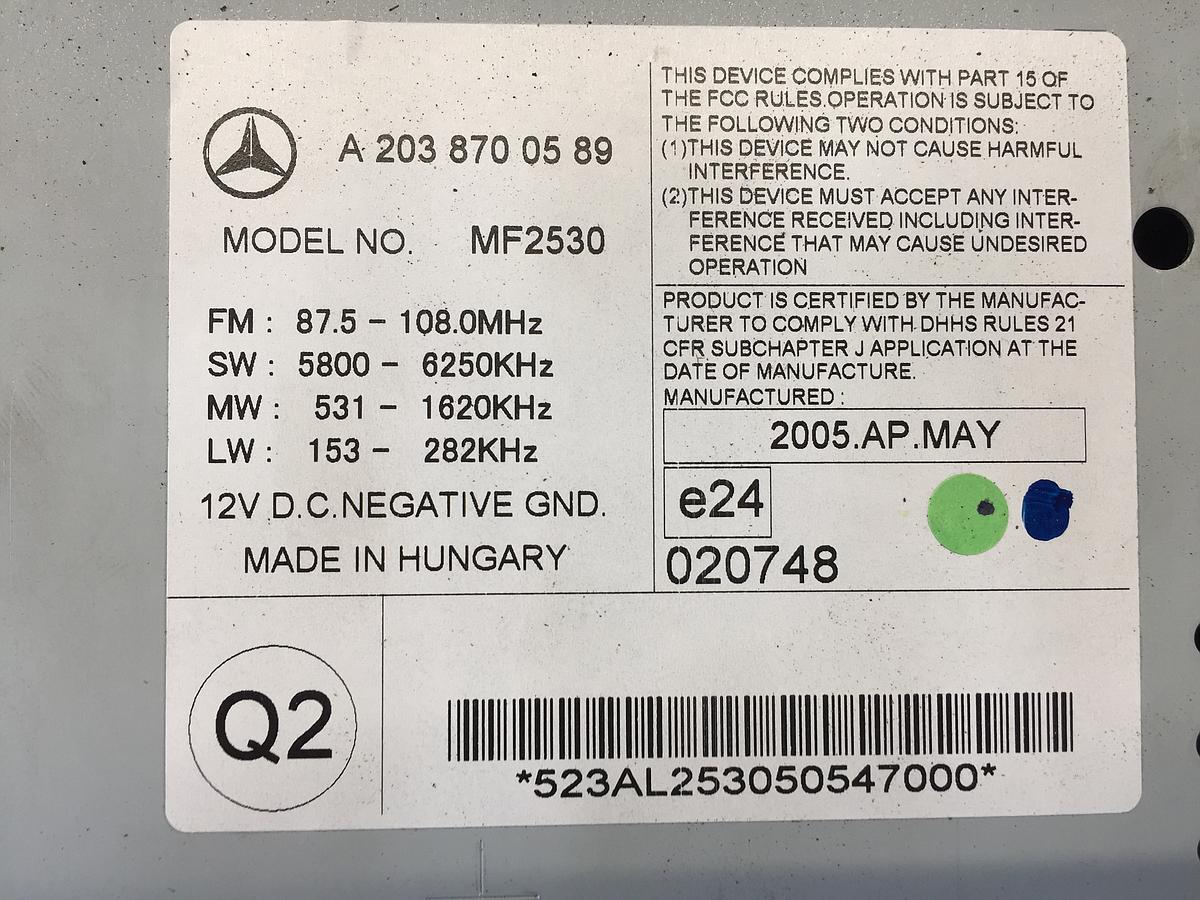 A 203 870 05 89
MODEL NO. MF2530
FM : 87.5 – 108.0MHz
SW : 5800 – 6250KHz
MW : 531 – 1620KHz
LW : 153 – 282KHz
12V D.C.NEGATIVE GND.
MADE IN HUNGARY
THIS DEVICE COMPLIES WITH PART 15 OF
THE FCC RULES.OPERATION IS SUBJECT TO
THE FOLLOWING TWO CONDITIONS:
(1)THIS DEVICE MAY NOT CAUSE HARMFUL
INTERFERENCE.
(2)THIS DEVICE MUST ACCEPT ANY INTER-
FERENCE RECEIVED INCLUDING INTER-
FERENCE THAT MAY CAUSE UNDESIRED
OPERATION
PRODUCT IS CERTIFIED BY THE MANUFAC-
TURER TO COMPLY WITH DHHS RULES 21
CFR SUBCHAPTER J APPLICATION AT THE
DATE OF MANUFACTURE.
MANUFACTURED :
2005.AP.MAY
e24
020748
Q2
*523AL253050547000*